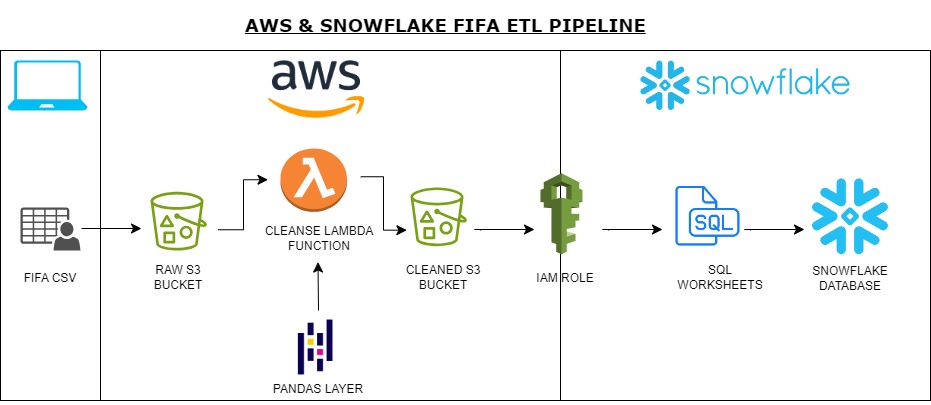 AWS & SNOWFLAKE FIFA ETL PIPELINE
aws
snowflake
FIFA CSV
RAW S3
BUCKET
CLEANSE LAMBDA
FUNCTION
PANDAS LAYER
CLEANED S3
BUCKET
IAM ROLE
SQL
SQL
WORKSHEETS
SNOWFLAKE
DATABASE